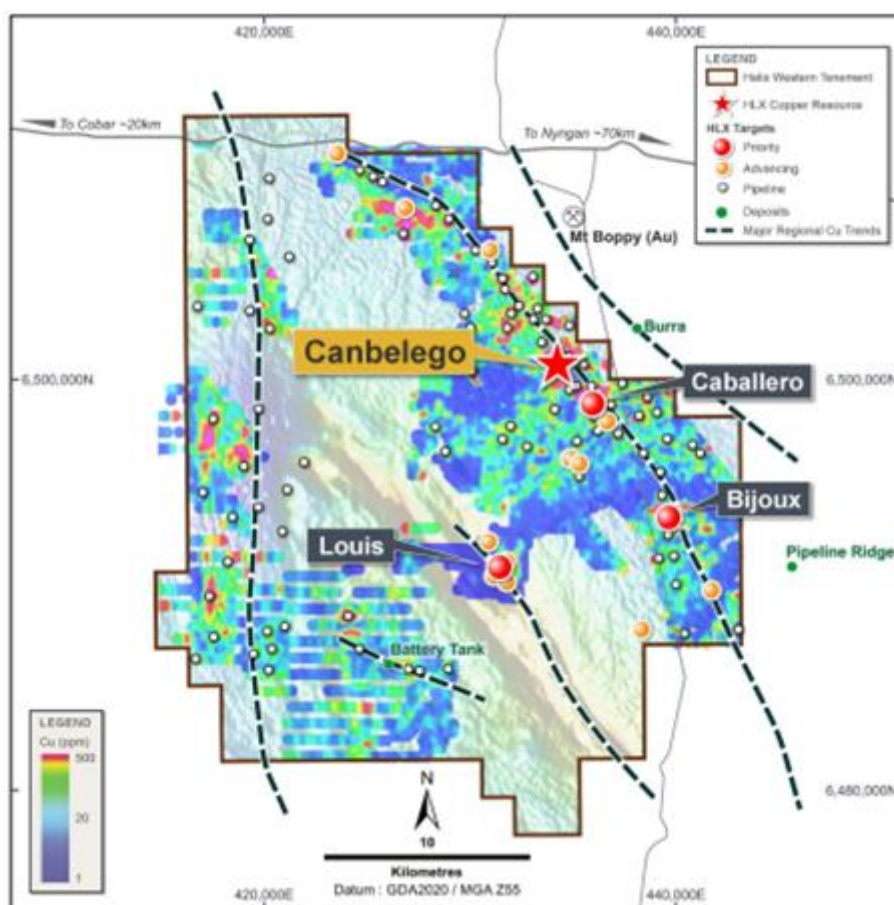 420,000E
440,000E
LEGEND
Helix Western Tenement
HLX Copper Resource
HLX Targets
Priority
Advancing
Pipeline
Deposits
Major Regional Cu Trends
To Cobar ~20km
To Nyngan ~70km
Mt Boppy (Au)
Burra
Canbelego
6,500,000N
Caballero
6,500,000N
Bijoux
Louis
Pipeline Ridge
Battery Tank
LEGEND
Cu (ppm)
500
20
1
N
10
Kilometres
Datum : GDA2020 / MGA Z55
6,480,000N
420,000E
440,000E